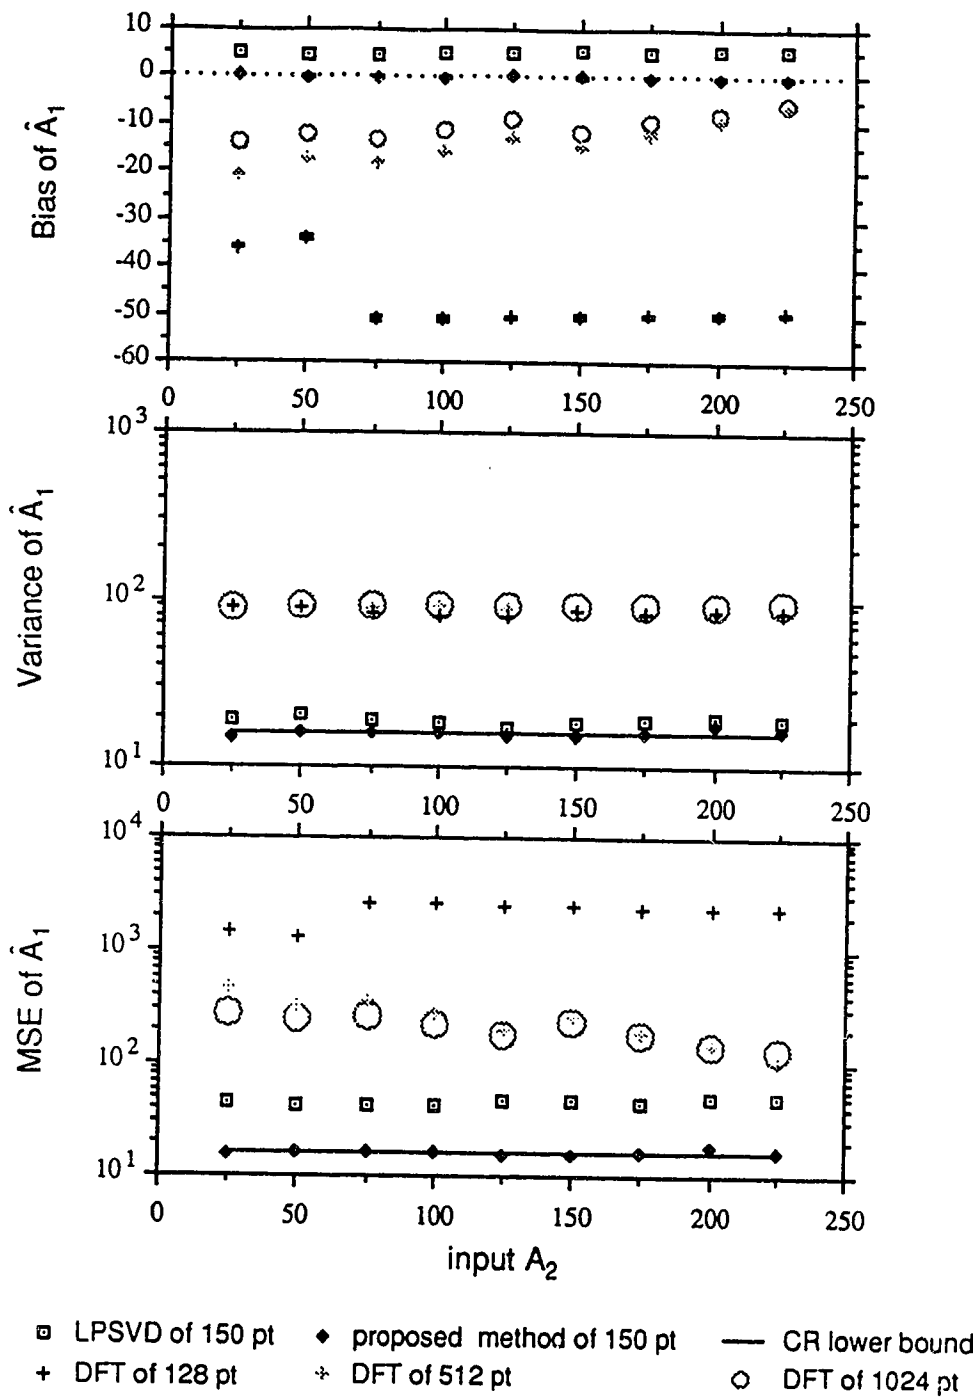 10
0
-10
-20
-30
-40
-50
-60
Bias of Â₁
0 50 100 150 200 250
10³
10²
10¹
Variance of Â₁
0 50 100 150 200 250
10⁴
10³
10²
10¹
MSE of Â₁
0 50 100 150 200 250
input A₂
LPSVD of 150 pt proposed method of 150 pt CR lower bound
DFT of 128 pt DFT of 512 pt DFT of 1024 pt